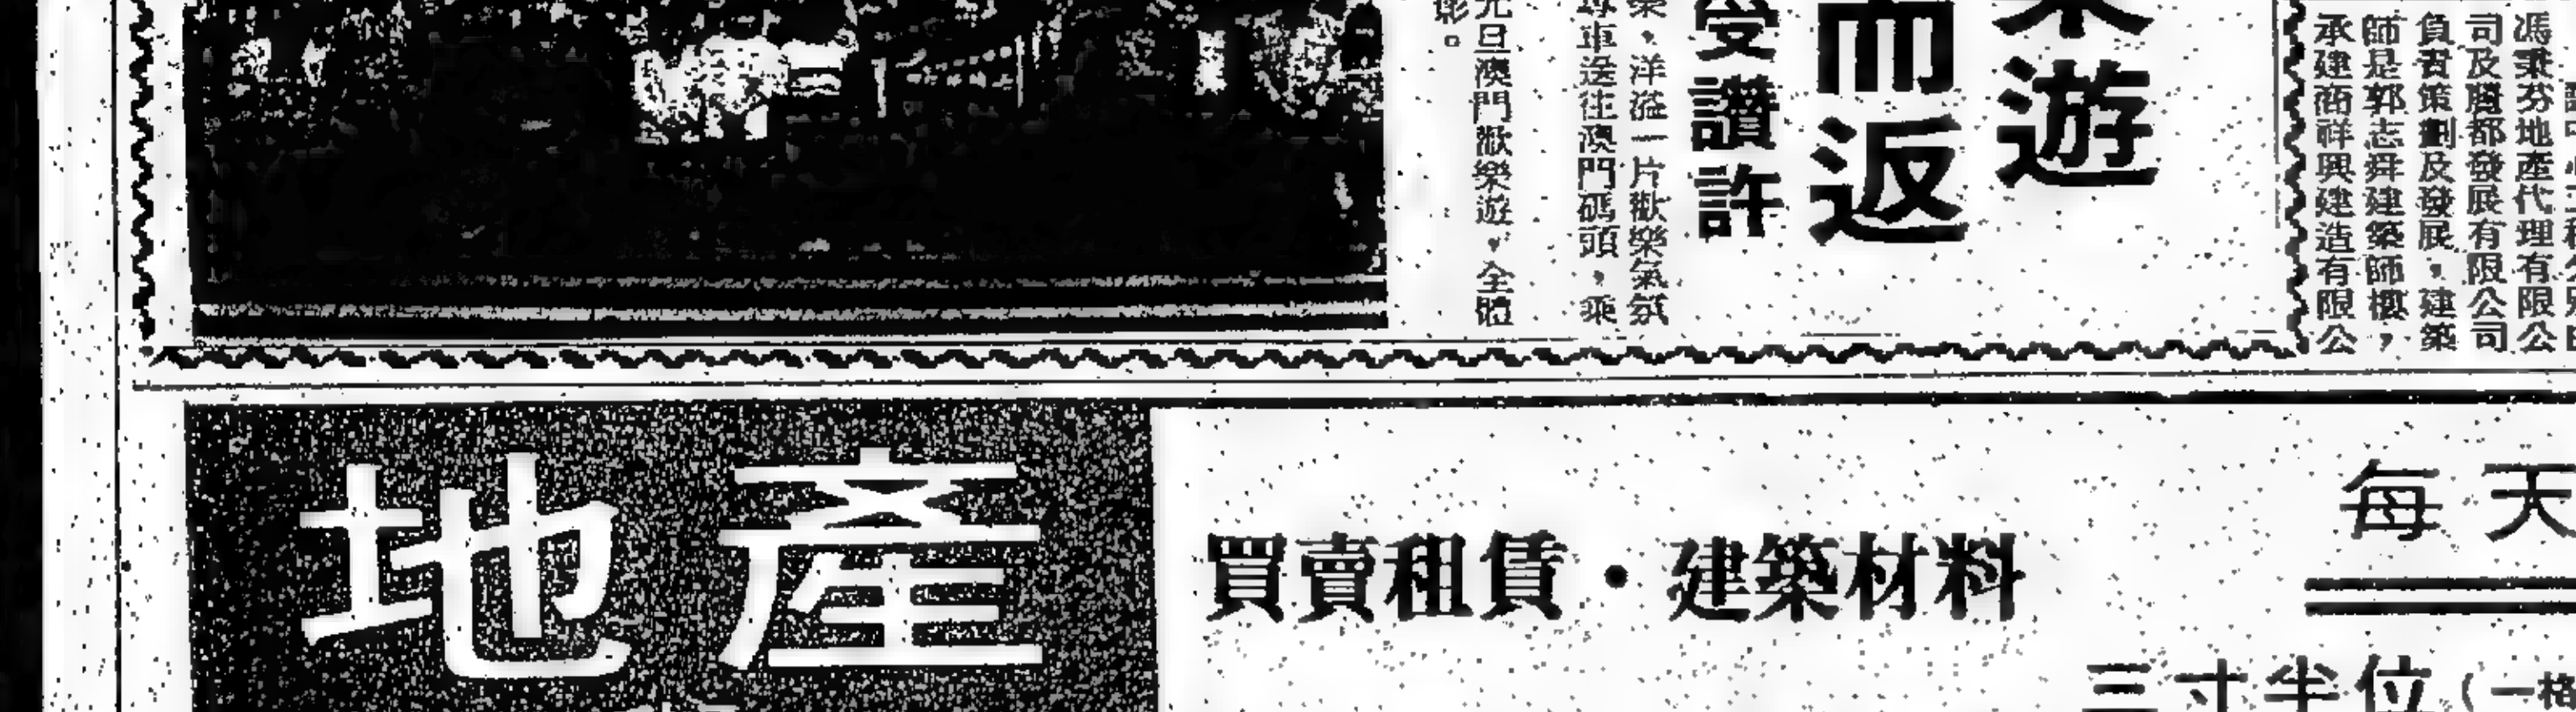 馮秉芬地產代理有限公
司及騰都發展有限公司
負責策劃及發展，建築
師是郭志舜建築師樓，
承建商祥興建造有限公
遊
而返
受讚許
榮，洋溢一片歡樂氣氛
專車送往澳門碼頭，乘
元旦澳門歡樂遊，全體
影。
地產
買賣租賃·建築材料
每天
三寸半位（一格